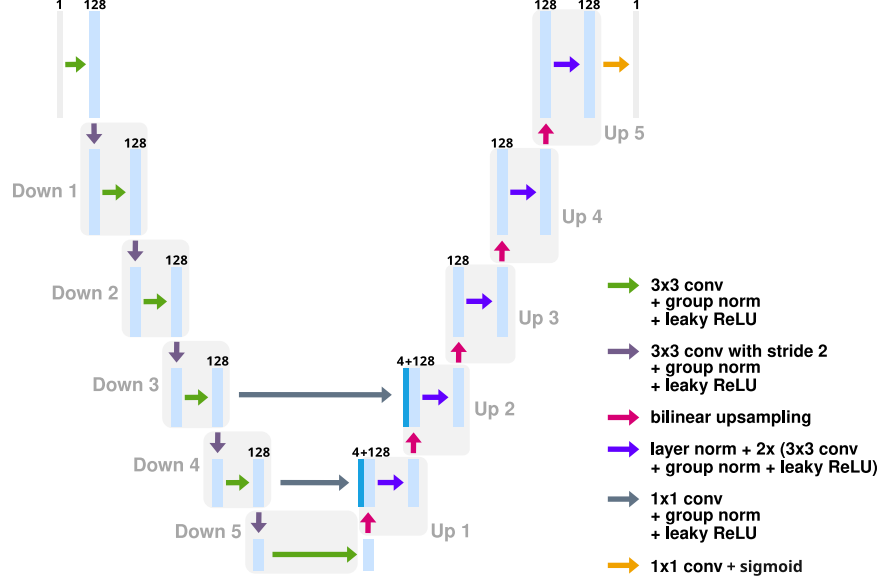 1 128
128 128 1
Up 5
128
Down 1
128
Up 4
128
Down 2
128
Up 3
128
Down 3
4+128
Up 2
128
Down 4
4+128
Up 1
Down 5
3x3 conv
+ group norm
+ leaky ReLU
3x3 conv with stride 2
+ group norm
+ leaky ReLU
bilinear upsampling
layer norm + 2x (3x3 conv
+ group norm + leaky ReLU)
1x1 conv
+ group norm
+ leaky ReLU
1x1 conv + sigmoid